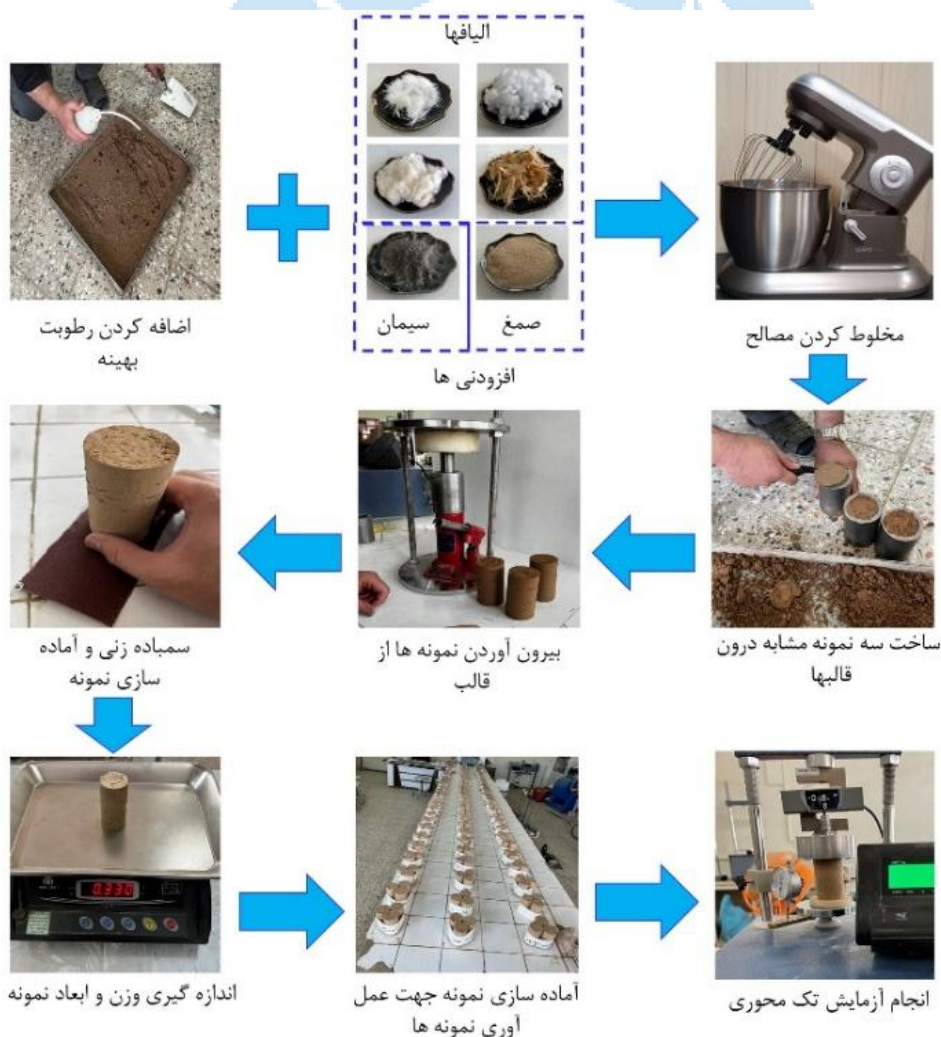 الیافها
اضافه کردن رطوبت
بهینه
سیمان
صمغ
افزودنی ها
مخلوط کردن مصالح
ساخت سه نمونه مشابه درون
قالبها
بیرون آوردن نمونه ها از
قالب
سمباده زنی و آماده
سازی نمونه
0.330
اندازه گیری وزن و ابعاد نمونه
آماده سازی نمونه جهت عمل
آوری نمونه ها
انجام آزمایش تک محوری